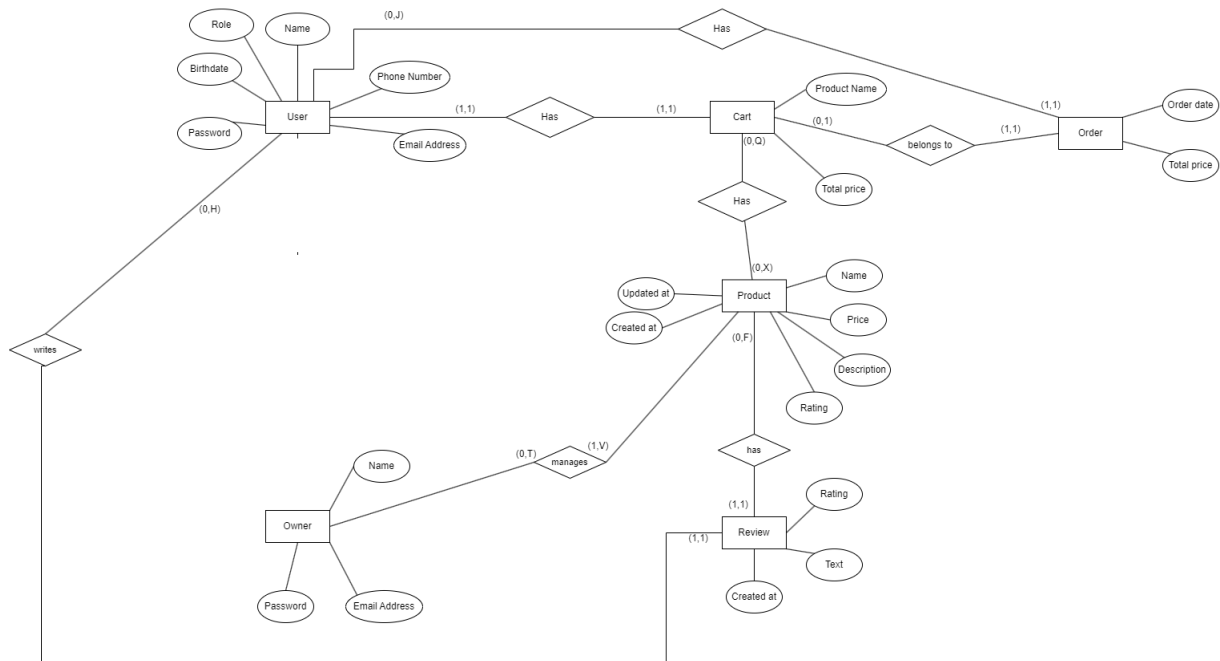 (0,J)
Role
Name
Has
Birthdate
Phone Number
Product Name
User
(1,1)
Has
(1,1)
Cart
(0,1)
(1,1)
(1,1)
Order date
Order
Password
Email Address
(0,Q)
belongs to
Total price
Total price
Has
(0,H)
(0,X)
Name
Updated at
Product
Created at
Price
(0,F)
writes
Description
Rating
(0,T)
(1,V)
manages
has
Name
Rating
(1,1)
Owner
Review
(1,1)
Text
Password
Email Address
Created at